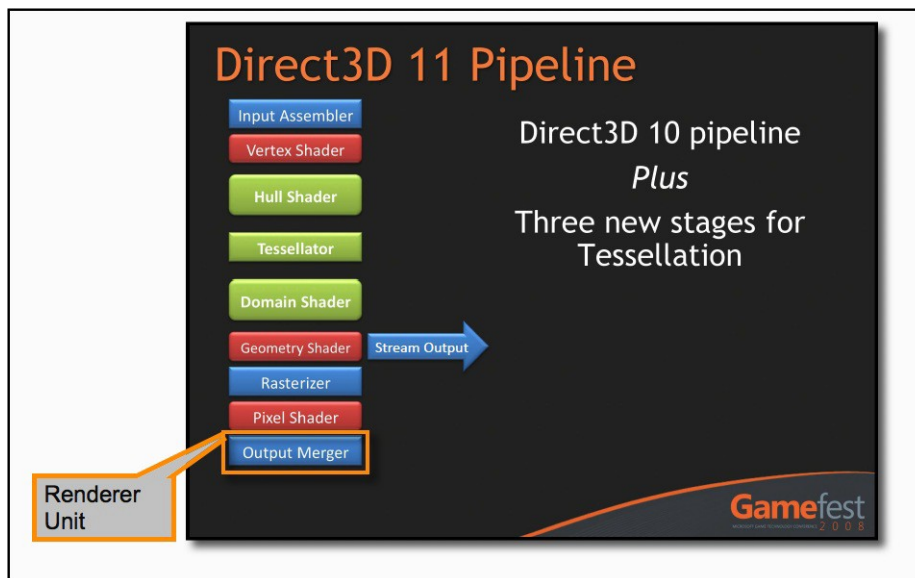 Direct3D 11 Pipeline
Input Assembler
Vertex Shader
Hull Shader
Tessellator
Domain Shader
Geometry Shader
Stream Output
Rasterizer
Pixel Shader
Output Merger
Direct3D 10 pipeline
Plus
Three new stages for
Tessellation
Renderer
Unit
Gamefest
2008